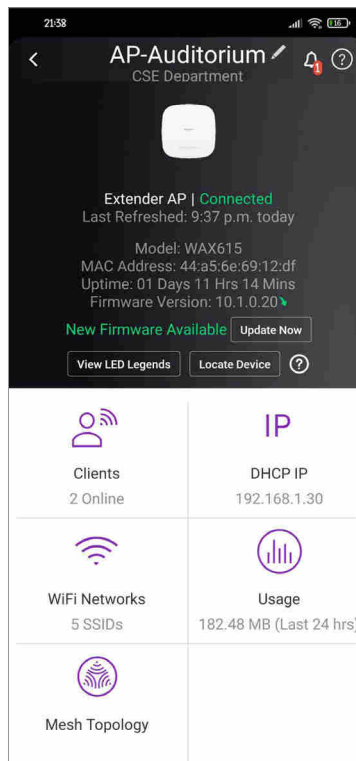 21:38
16
AP-Auditorium
CSE Department
1
?
Extender AP | Connected
Last Refreshed: 9:37 p.m. today
Model: WAX615
MAC Address: 44:a5:6e:69:12:df
Uptime: 01 Days 11 Hrs 14 Mins
Firmware Version: 10.1.0.20
New Firmware Available Update Now
View LED Legends Locate Device ?
IP
Clients DHCP IP
2 Online 192.168.1.30
WiFi Networks Usage
5 SSIDs 182.48 MB (Last 24 hrs)
Mesh Topology